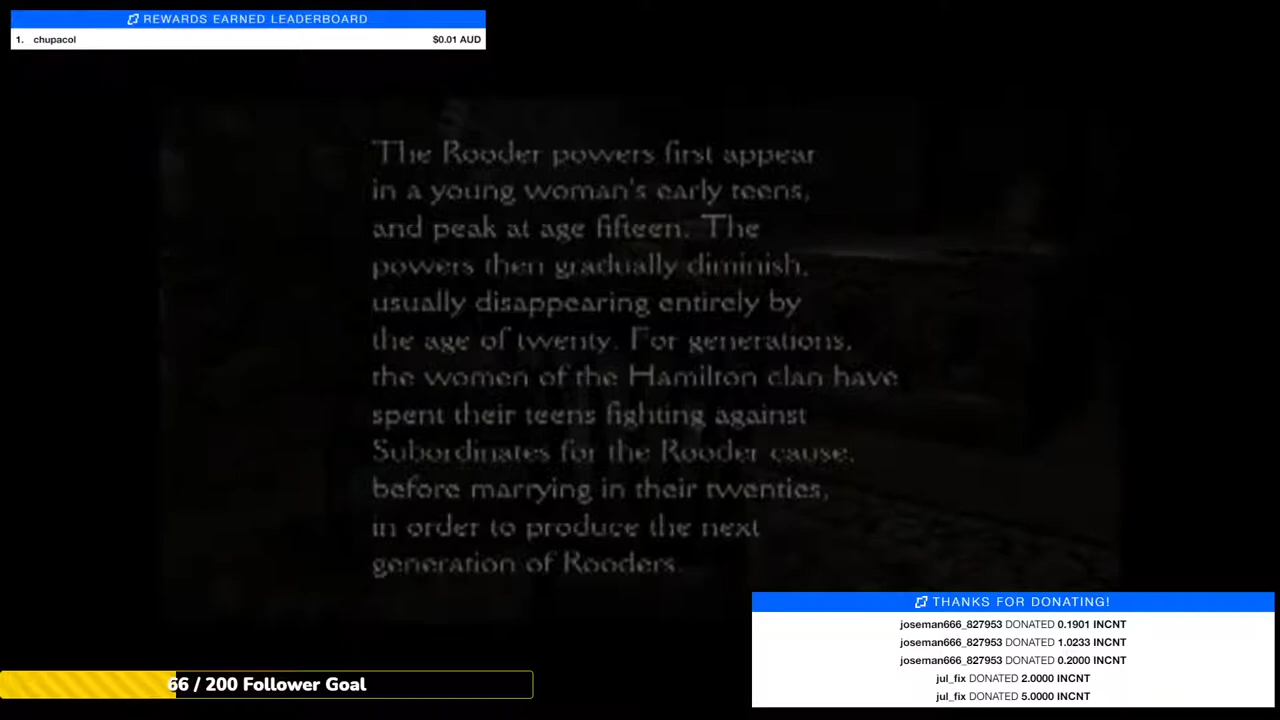 REWARDS EARNED LEADERBOARD
1. chupacol $0.01 AUD
The Rooder powers first appear
in a young woman's early teens,
and peak at age fifteen. The
powers then gradually diminish,
usually disappearing entirely by
the age of twenty. For generations,
the women of the Hamilton clan have
spent their teens fighting against
Subordinates for the Rooder cause,
before marrying in their twenties,
in order to produce the next
generation of Rooders.
THANKS FOR DONATING!
joseman666_827953 DONATED 0.1901 INCNT
joseman666_827953 DONATED 1.0233 INCNT
joseman666_827953 DONATED 0.2000 INCNT
jul_fix DONATED 2.0000 INCNT
jul_fix DONATED 5.0000 INCNT
66 / 200 Follower Goal